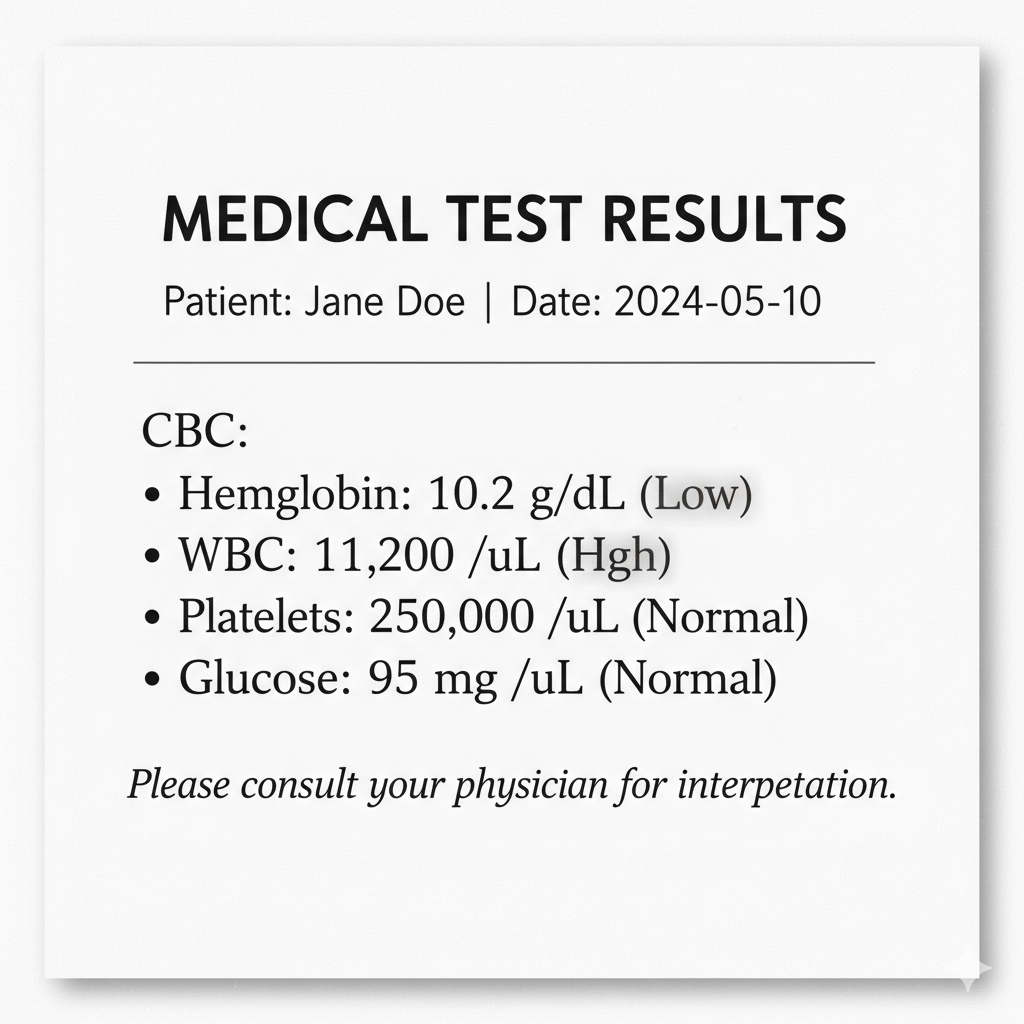 MEDICAL TEST RESULTS
Patient: Jane Doe | Date: 2024-05-10
CBC:
• Hemglobin: 10.2 g/dL (Low)
• WBC: 11,200 /uL (Hgh)
• Platelets: 250,000 /uL (Normal)
• Glucose: 95 mg /uL (Normal)
Please consult your physician for interpetation.